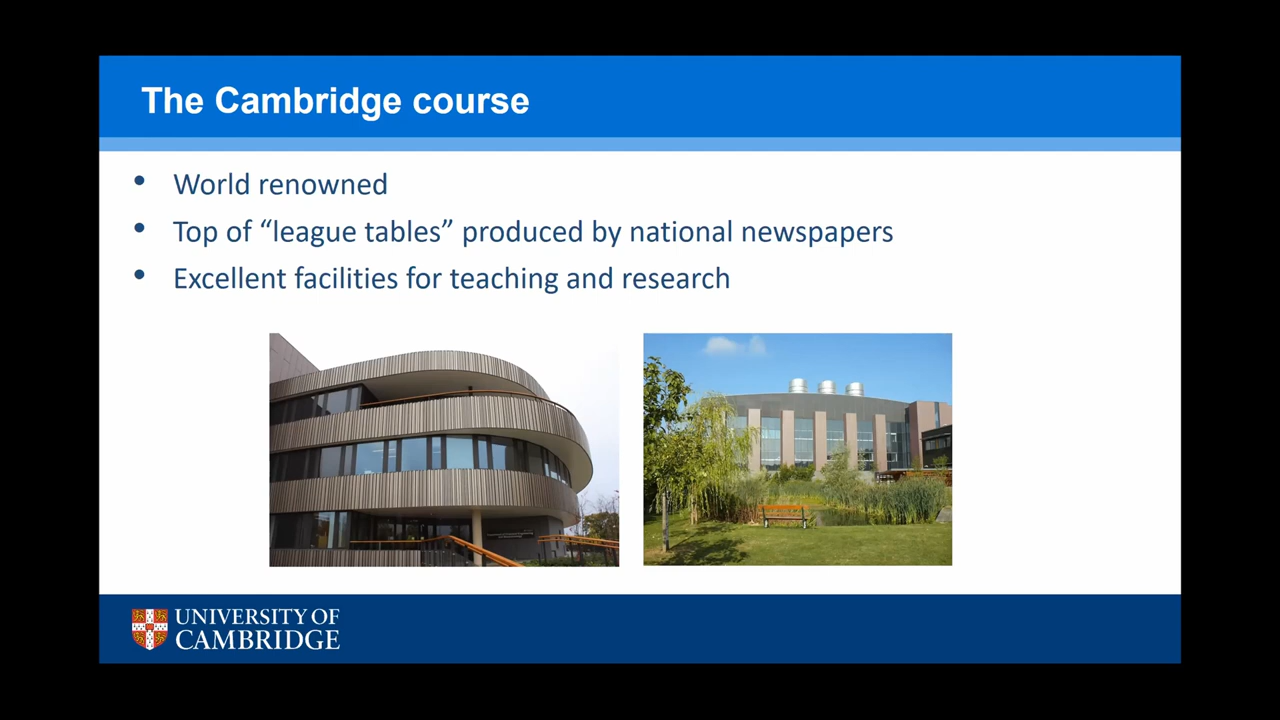 The Cambridge course
• World renowned
• Top of “league tables” produced by national newspapers
• Excellent facilities for teaching and research
UNIVERSITY OF
CAMBRIDGE